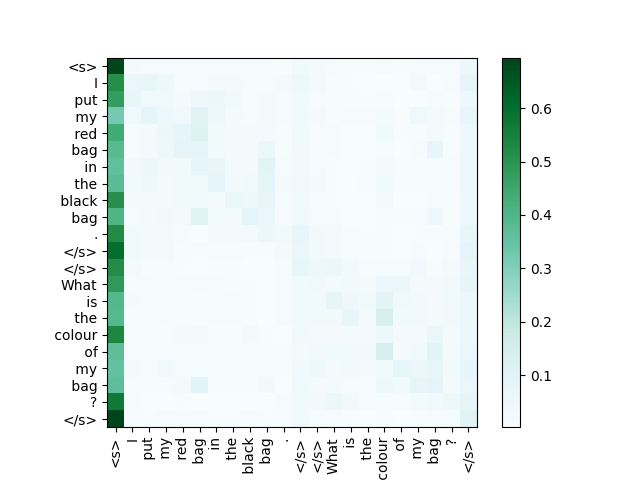 <s>
I
put
my
red
bag
in
the
black
bag
.
</s>
</s>
What
is
the
colour
of
my
bag
?
</s>
<s>
I
put
my
red
bag
in
the
black
bag
.
</s>
</s>
What
is
the
colour
of
my
bag
?
</s>
0.6
0.5
0.4
0.3
0.2
0.1